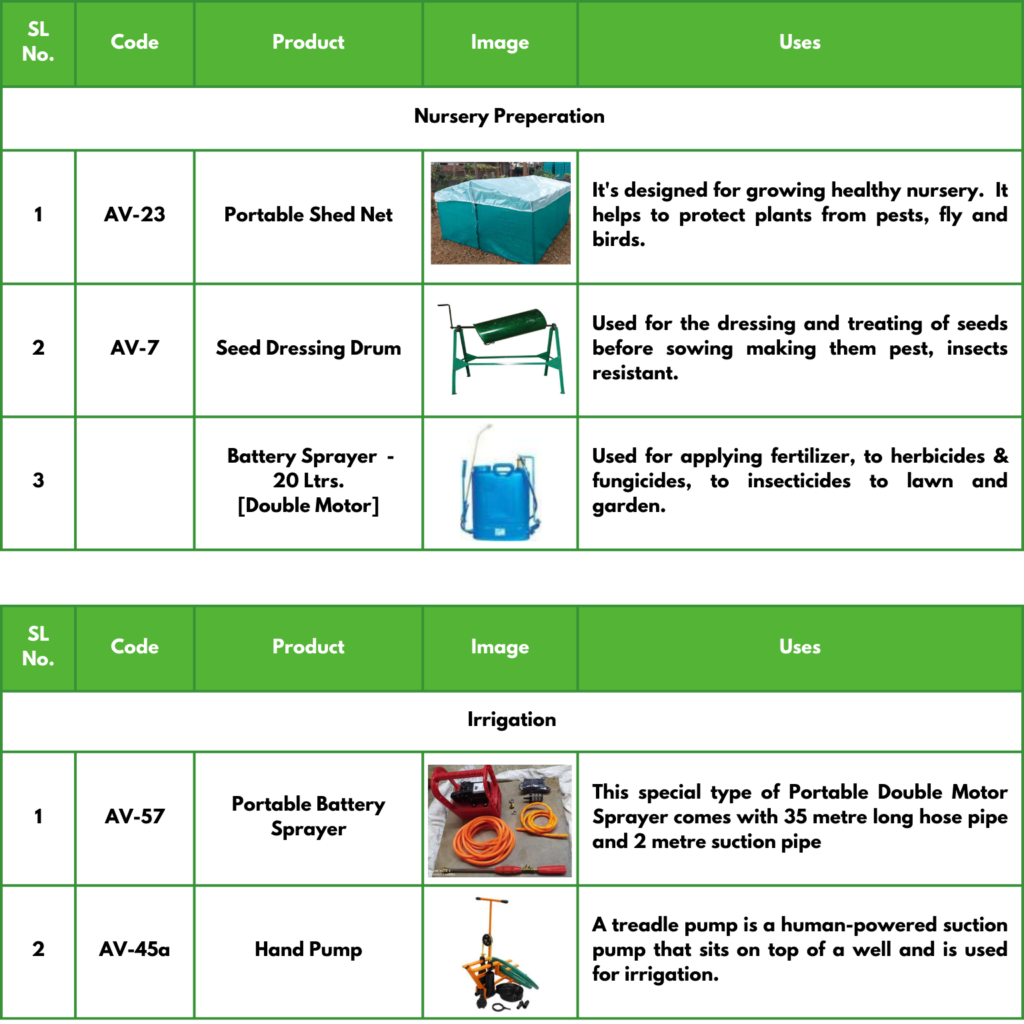 SL
No.
Code
Product
Image
Uses
Nursery Preperation
1
AV-23
Portable Shed Net
It's designed for growing healthy nursery. It
helps to protect plants from pests, fly and
birds.
2
AV-7
Seed Dressing Drum
Used for the dressing and treating of seeds
before sowing making them pest, insects
resistant.
3
Battery Sprayer -
20 Ltrs.
[Double Motor]
Used for applying fertilizer, to herbicides &
fungicides, to insecticides to lawn and
garden.
SL
No.
Code
Product
Image
Uses
Irrigation
1
AV-57
Portable Battery
Sprayer
This special type of Portable Double Motor
Sprayer comes with 35 metre long hose pipe
and 2 metre suction pipe
2
AV-45a
Hand Pump
A treadle pump is a human-powered suction
pump that sits on top of a well and is used
for irrigation.